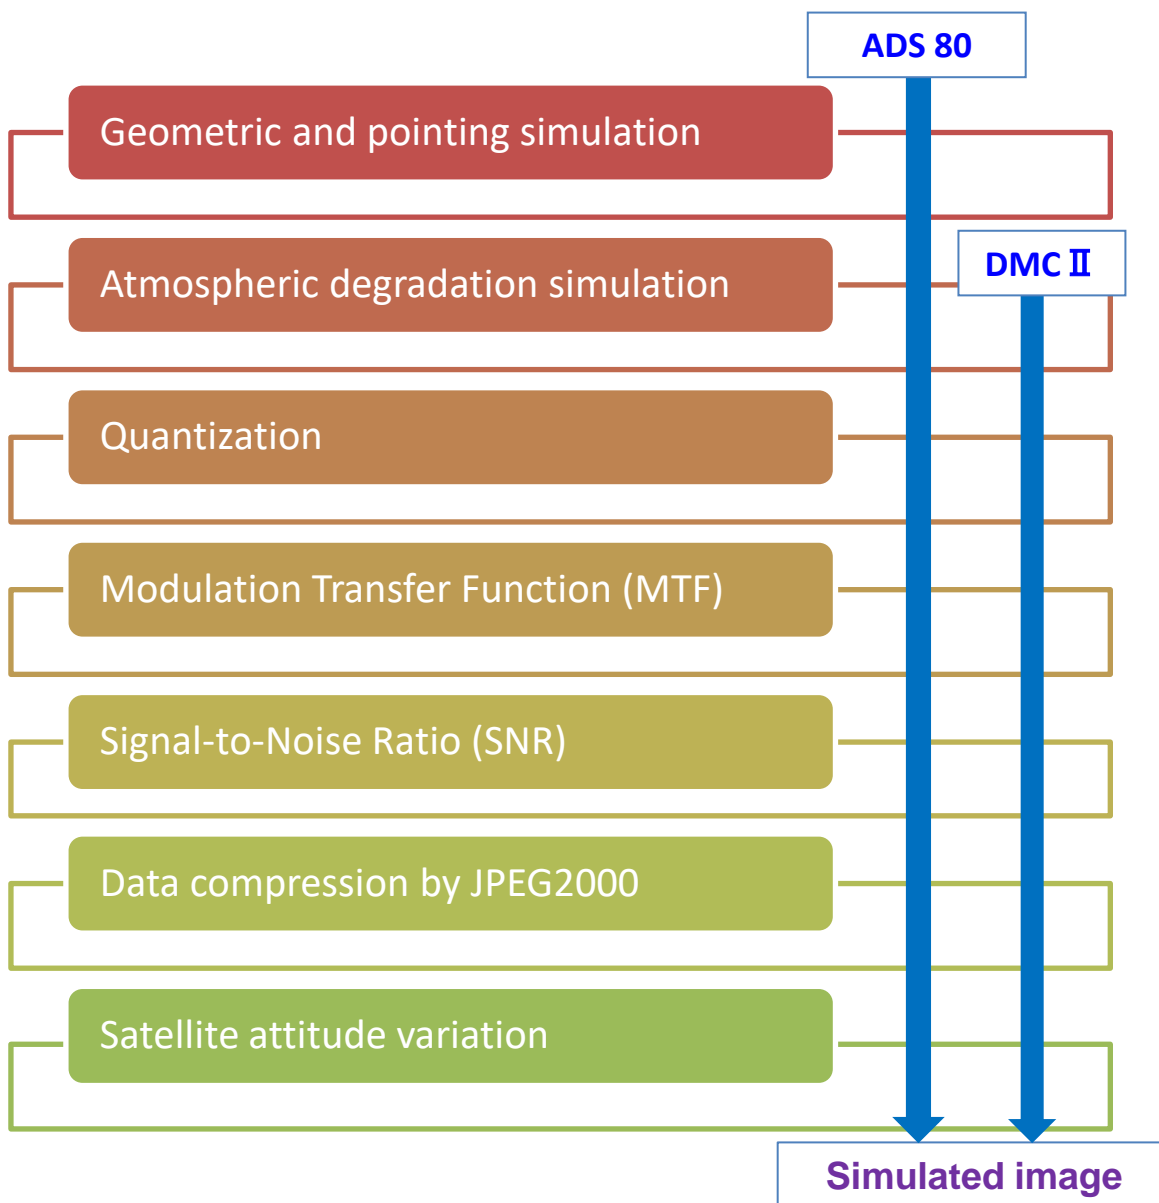 ADS 80
Geometric and pointing simulation
DMC Ⅱ
Atmospheric degradation simulation
Quantization
Modulation Transfer Function (MTF)
Signal-to-Noise Ratio (SNR)
Data compression by JPEG2000
Satellite attitude variation
Simulated image